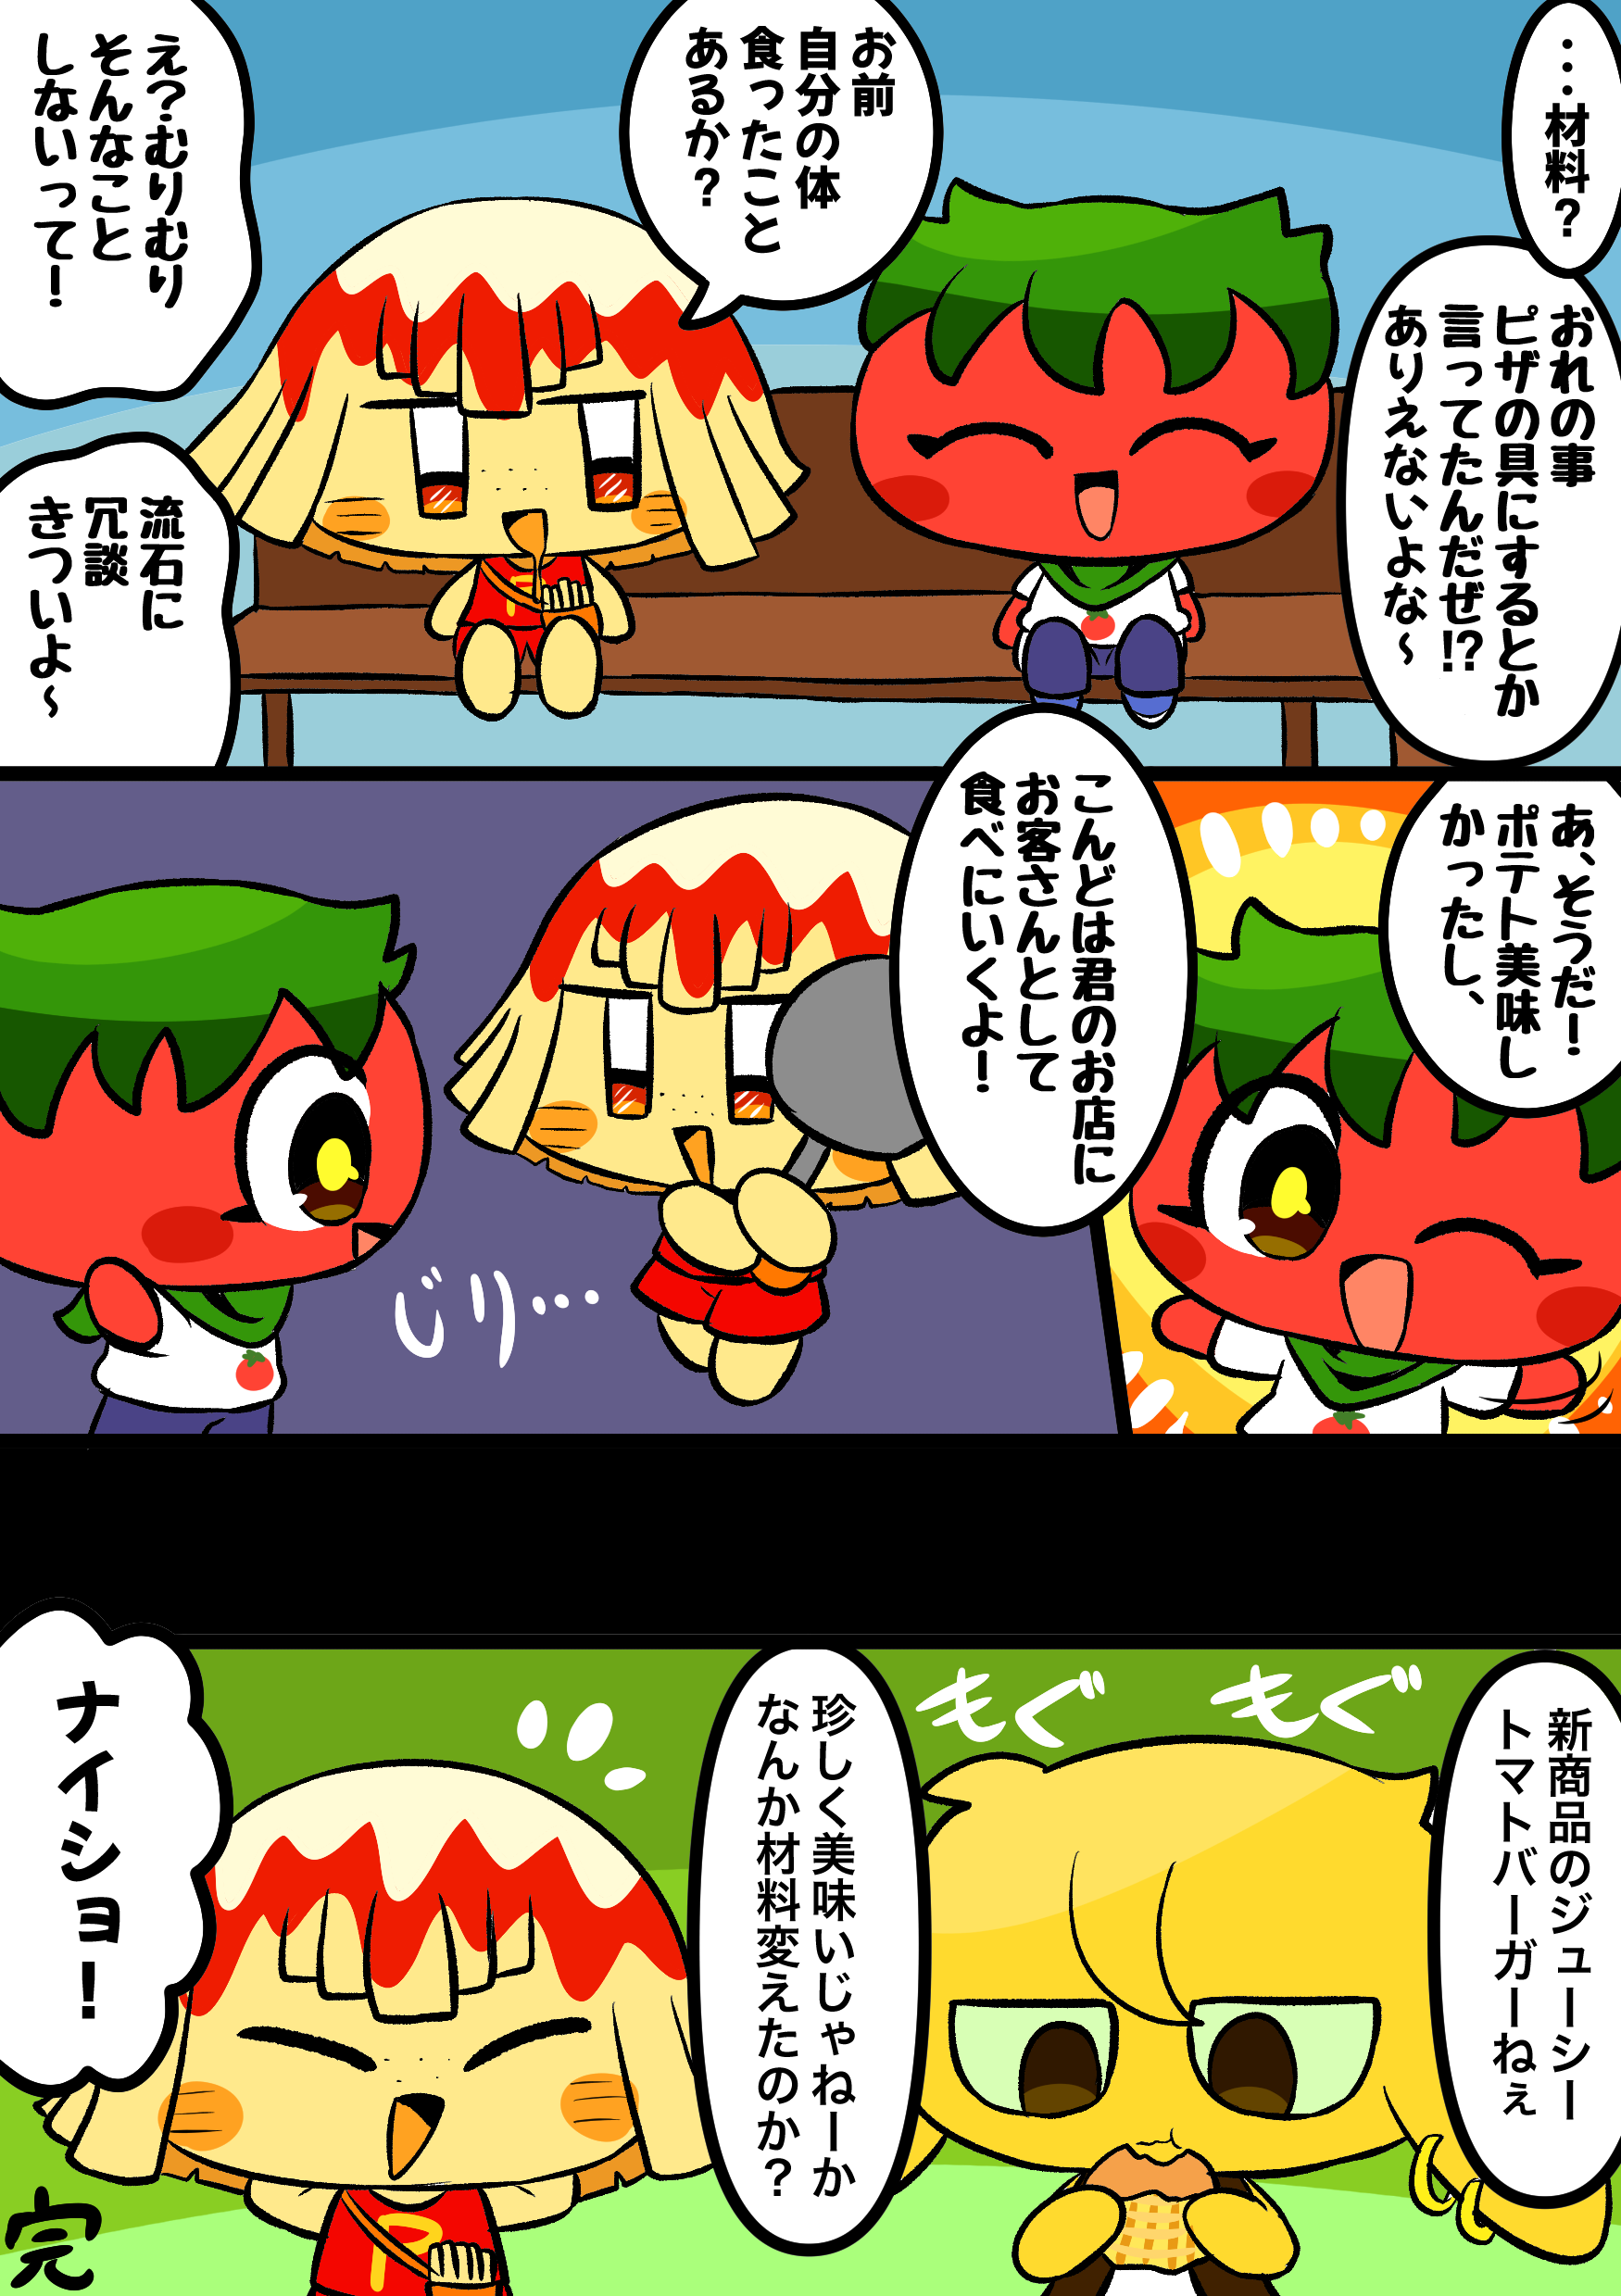 …材料？
おれの事
ピザの具にするとか
言ってたんだぜ!?
ありえないよな〜
お前
自分の体
食ったこと
あるか？
え？むりむり
そんなこと
しないって！
流石に
冗談
きついよ〜
あ、そうだ！
ポテト美味し
かったし、
こんどは君のお店に
お客さんとして
食べにいくよ！
じり…
新商品のジューシー
トマトバーガーねぇ
もぐ もぐ
珍しく美味いじゃねーか
なんか材料変えたのか？
ナイショ！
P
完